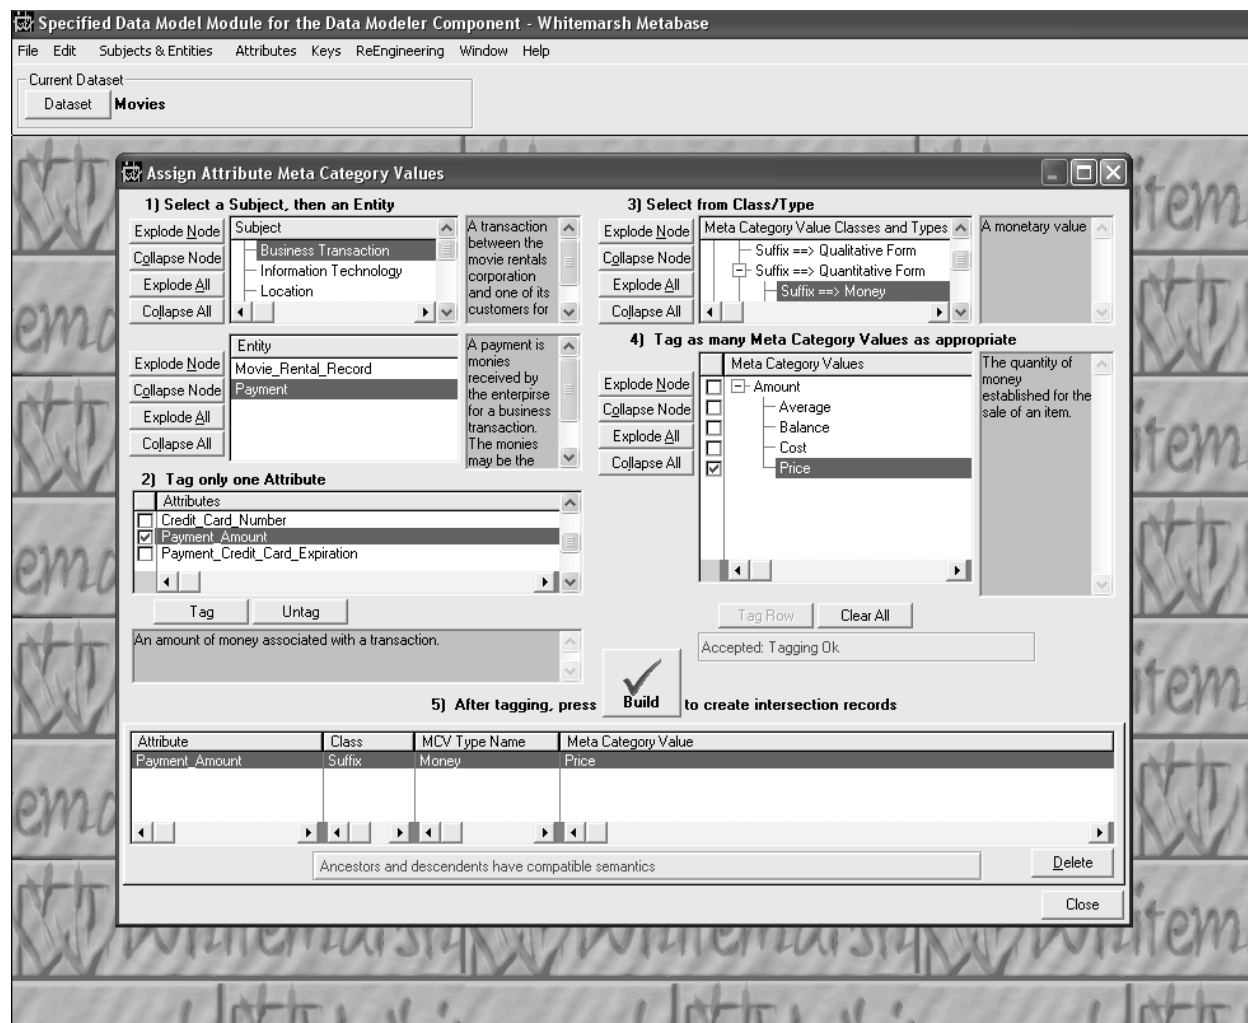 Specified Data Model Module for the Data Modeler Component - Whitemarsh Metabase
File Edit Subjects & Entities Attributes Keys ReEngineering Window Help
Current Dataset
Dataset Movies
Assign Attribute Meta Category Values
1) Select a Subject, then an Entity
Explode Node
Collapse Node
Explode All
Collapse All
Subject
Business Transaction
Information Technology
Location
A transaction
between the
movie rentals
corporation
and one of its
customers for
Explode Node
Collapse Node
Explode All
Collapse All
Entity
Movie_Rental_Record
Payment
A payment is
monies
received by
the enterpirse
for a business
transaction.
The monies
may be the
2) Tag only one Attribute
Attributes
Credit_Card_Number
Payment_Amount
Payment_Credit_Card_Expiration
Tag Untag
An amount of money associated with a transaction.
3) Select from Class/Type
Explode Node
Collapse Node
Explode All
Collapse All
Meta Category Value Classes and Types
Suffix ==> Qualitative Form
Suffix ==> Quantitative Form
Suffix ==> Money
A monetary value
4) Tag as many Meta Category Values as appropriate
Explode Node
Collapse Node
Explode All
Collapse All
Meta Category Values
Amount
Average
Balance
Cost
Price
The quantity of
money
established for the
sale of an item.
Tag Row Clear All
Accepted: Tagging Ok
5) After tagging, press Build to create intersection records
Attribute Class MCV Type Name Meta Category Value
Payment_Amount Suffix Money Price
Ancestors and descendents have compatible semantics
Delete
Close
Whitemarsh